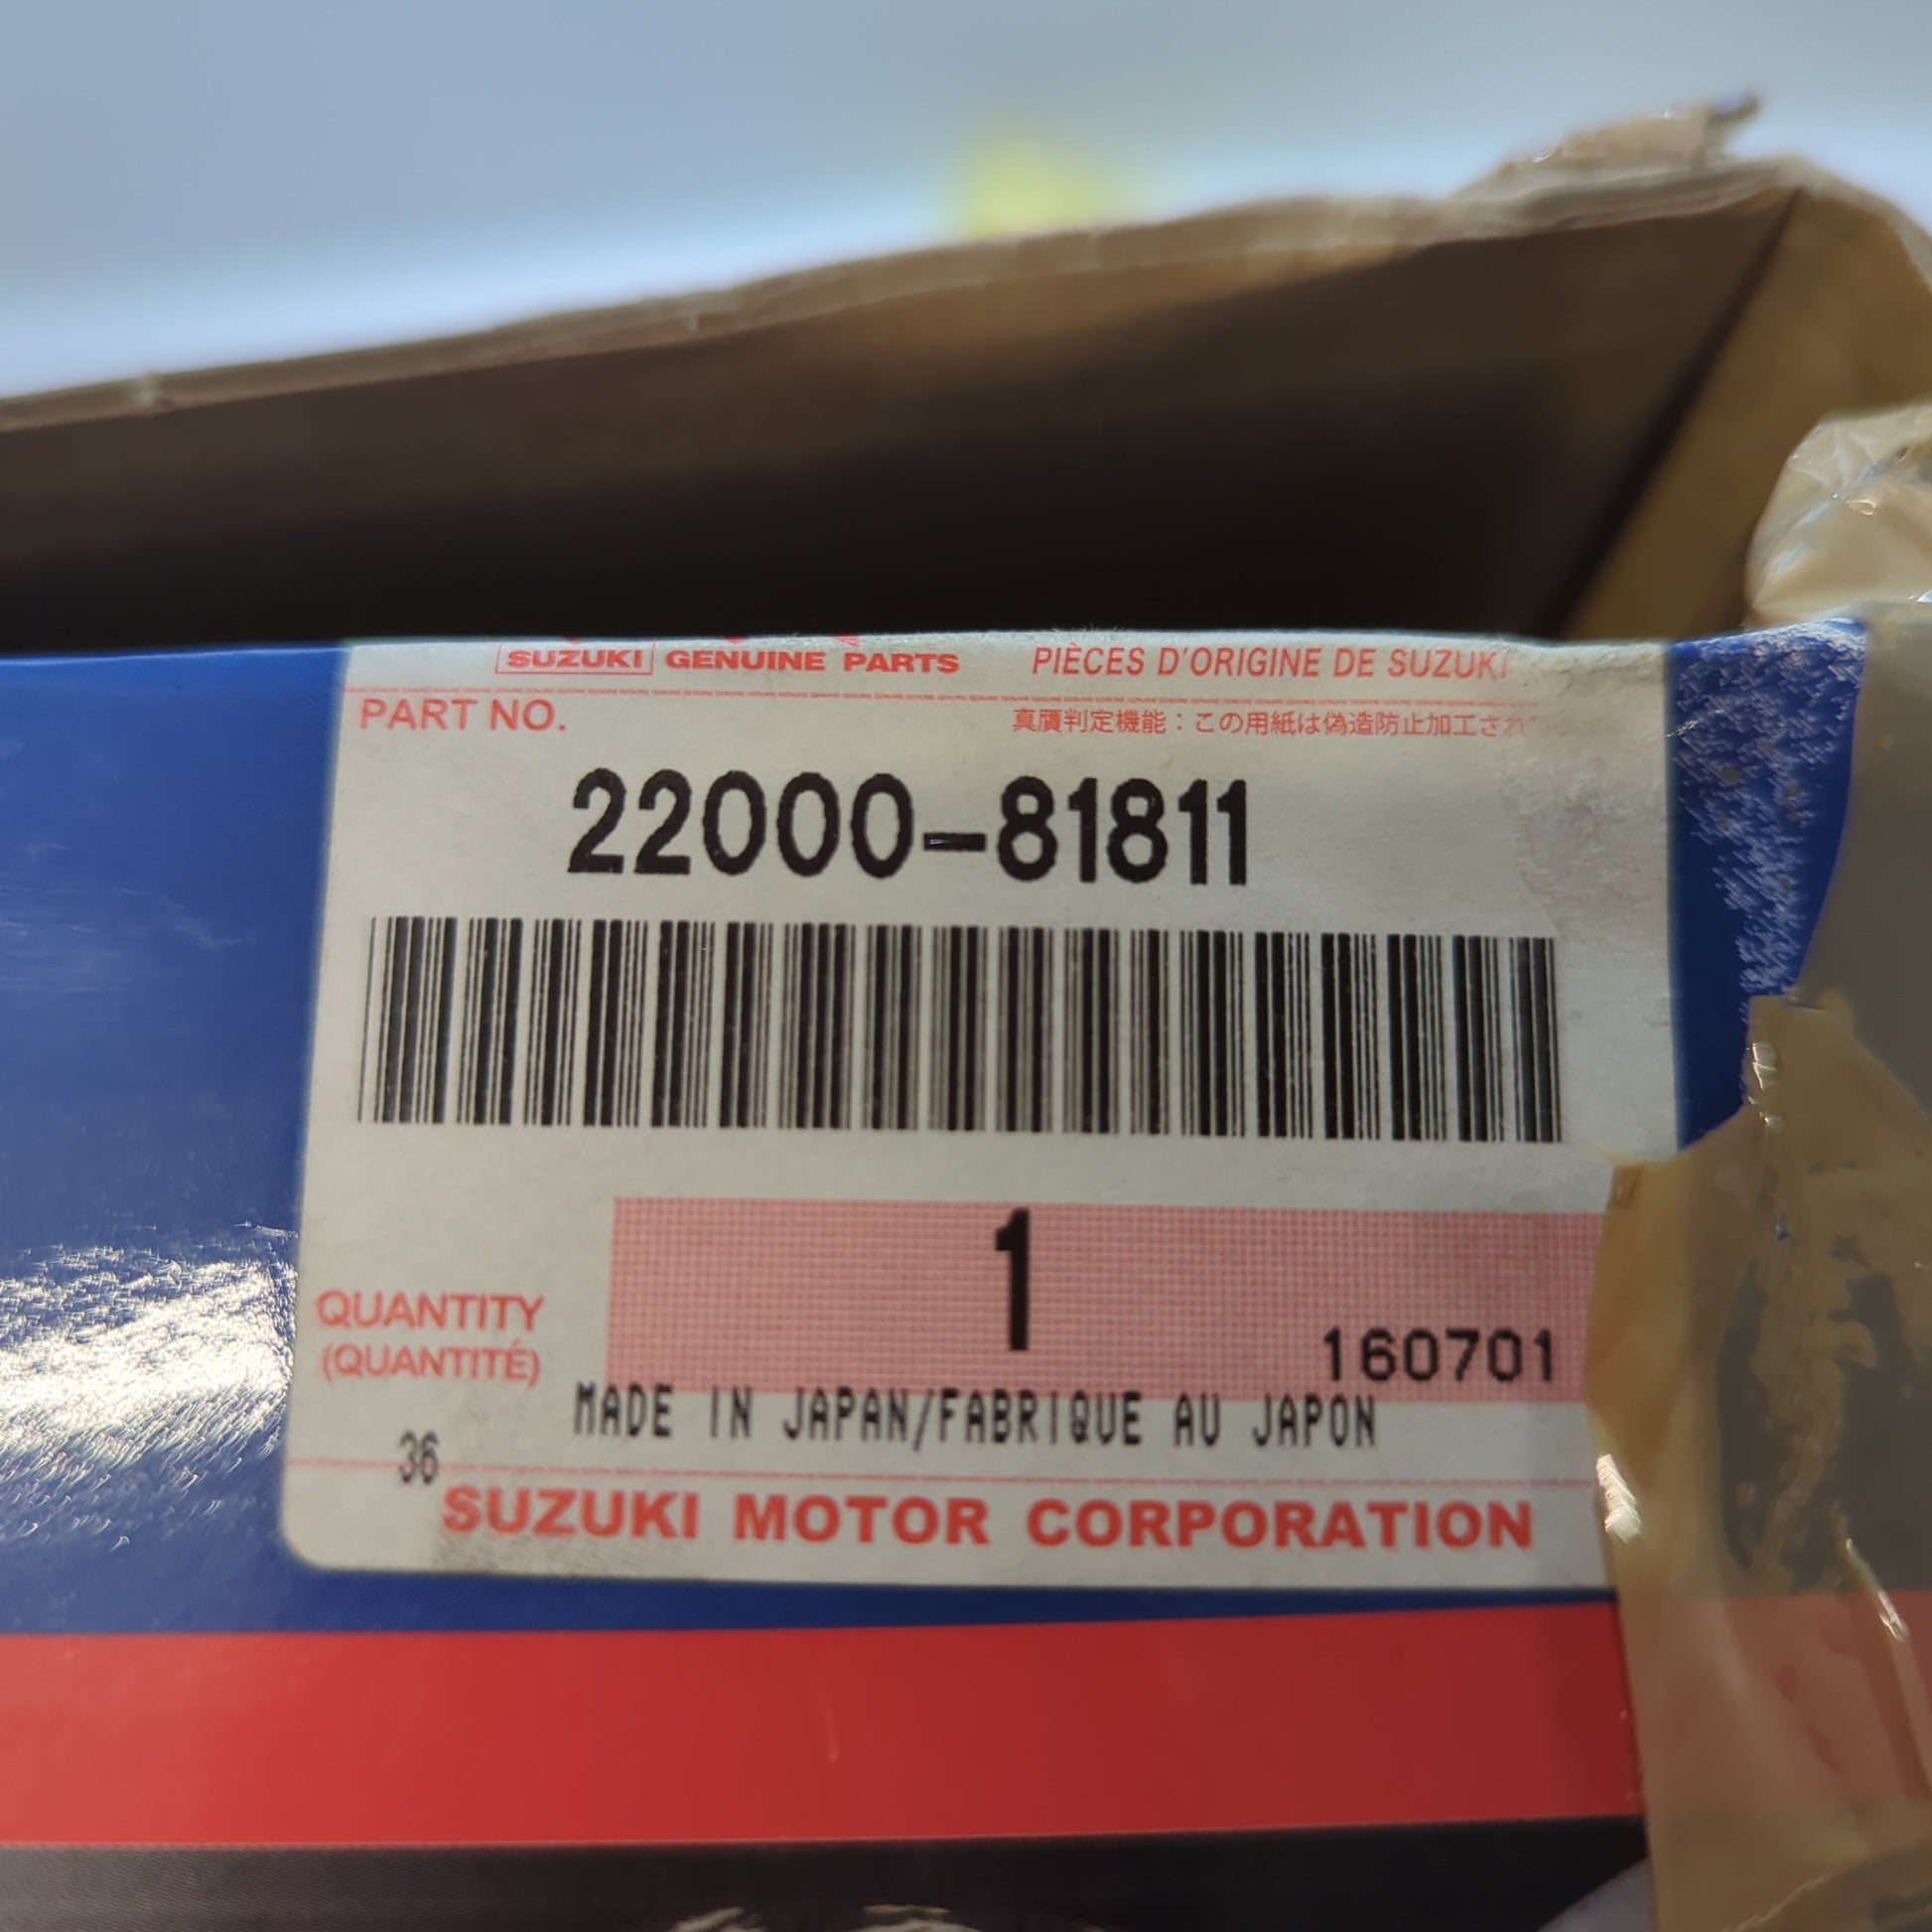 SUZUKI GENUINE PARTS PIÈCES D'ORIGINE DE SUZUKI
PART NO. 真贋判定機能：この用紙は偽造防止加工され
22000-81811
1
QUANTITY
(QUANTITÉ)
160701
MADE IN JAPAN/FABRIQUE AU JAPON
36
SUZUKI MOTOR CORPORATION